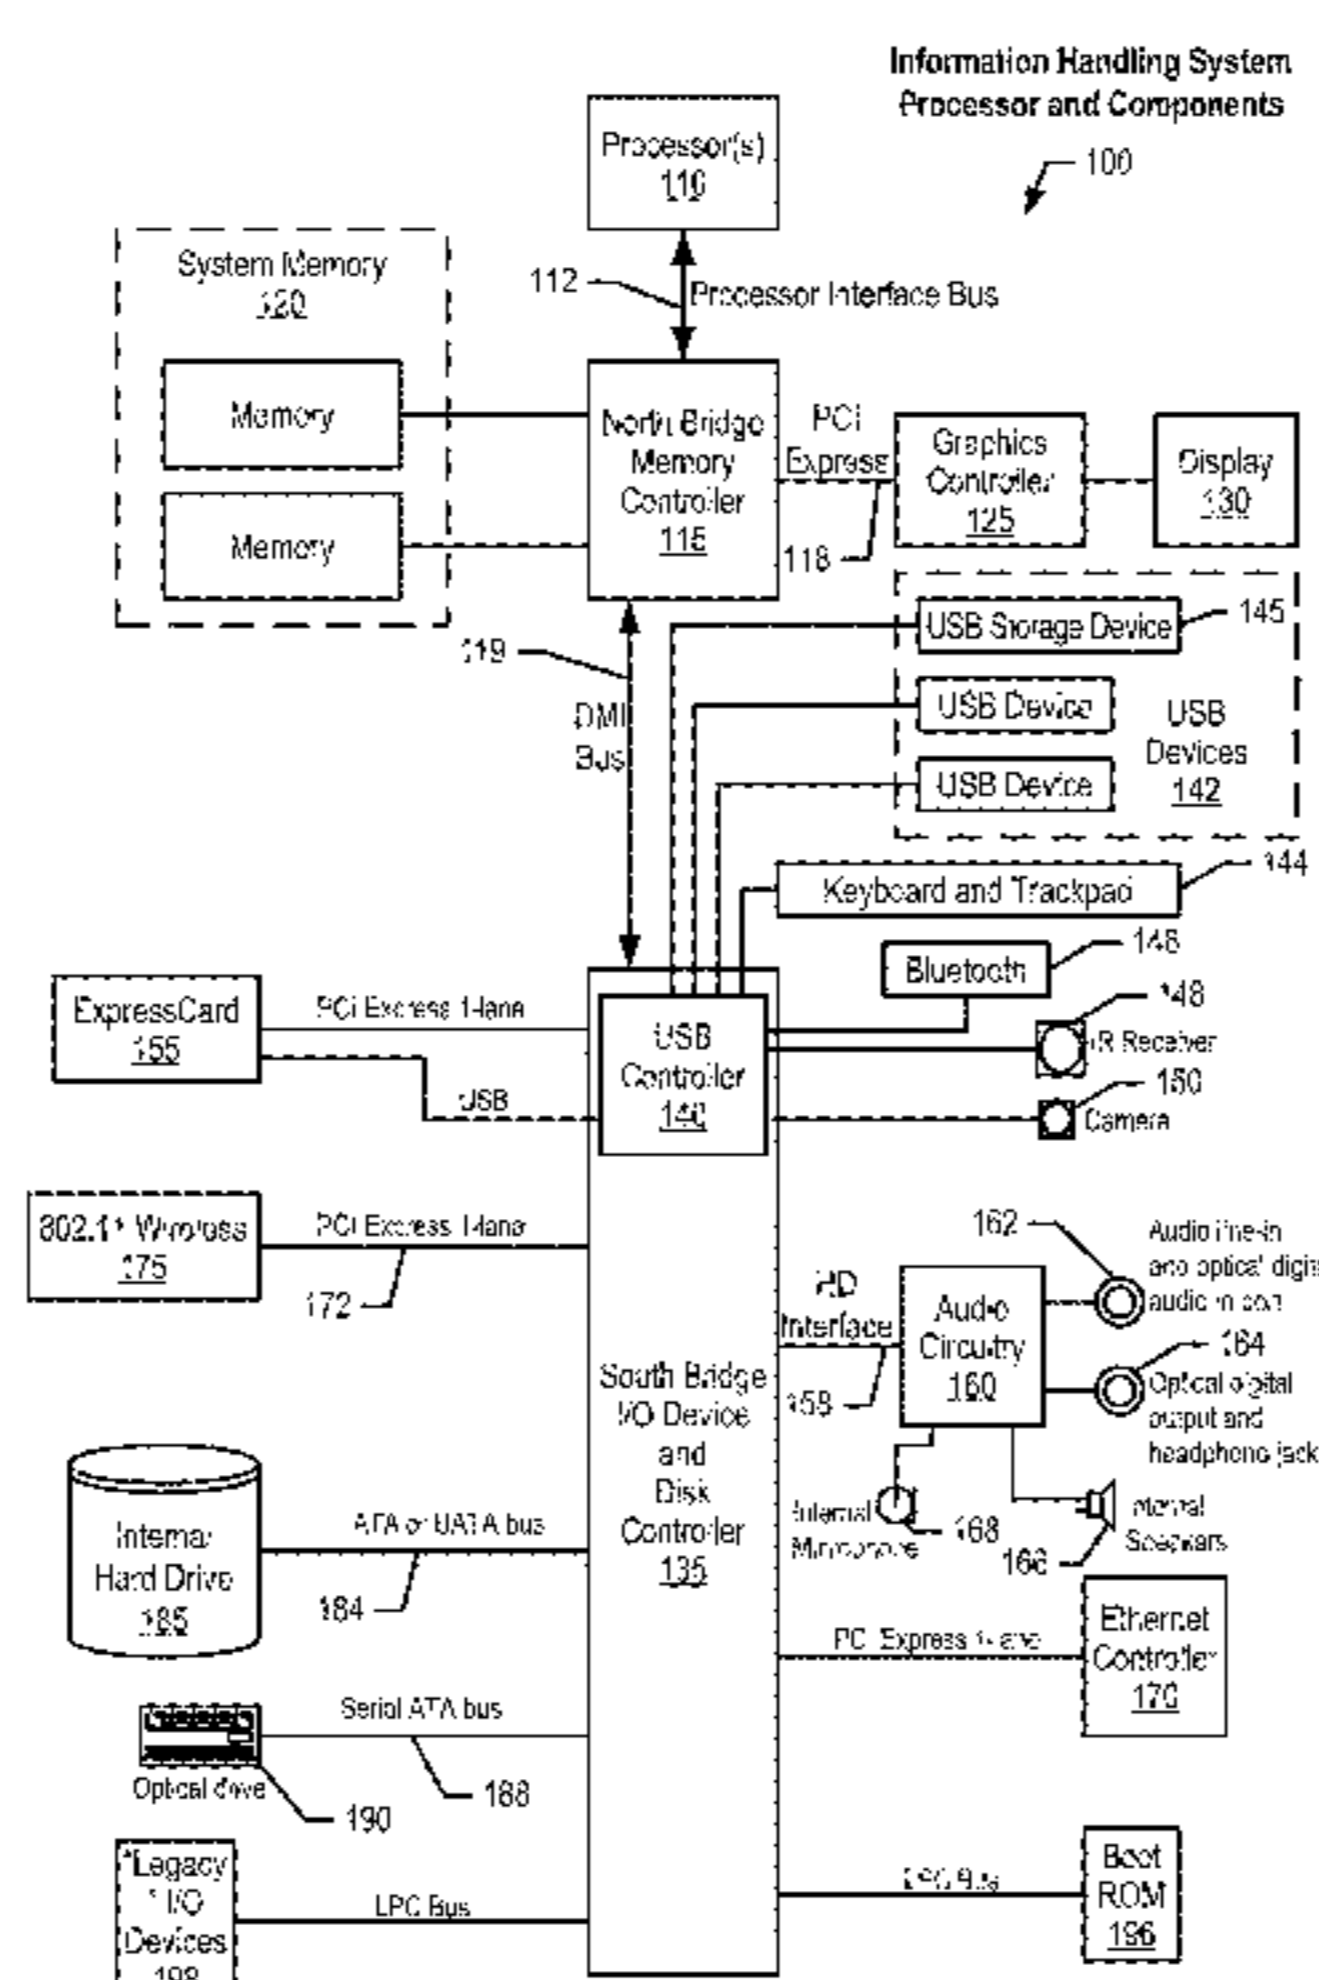 Information Handling System
Processor and Components
100
Processor(s)
110
System Memory
120
112
Processor Interface Bus
Memory
Memory
North Bridge
Memory
Controller
115
PCI
Express
118
Graphics
Controller
125
Display
130
119
DMI
Bus
USB Storage Device
145
USB Device
USB Device
USB
Devices
142
Keyboard and Trackpad
144
Bluetooth
146
148
IR Receiver
150
Camera
ExpressCard
155
PCI Express 1-lane
USB
USB
Controller
140
802.11 Wireless
175
PCI Express 1-lane
172
162
Audio line-in
and optical digit
audio in port
HD
Interface
158
Audio
Circuitry
160
164
Optical digital
output and
headphone jack
South Bridge
I/O Device
and
Disk
Controller
135
Internal
Microphone
168
166
Internal
Speakers
Internal
Hard Drive
185
ATA or
bus
184
PCI Express 1-lane
Ethernet
Controller
170
Serial ATA bus
188
Optical drive
190
Legacy
I/O
Devices
LPC Bus
LPC Bus
Boot
ROM
196